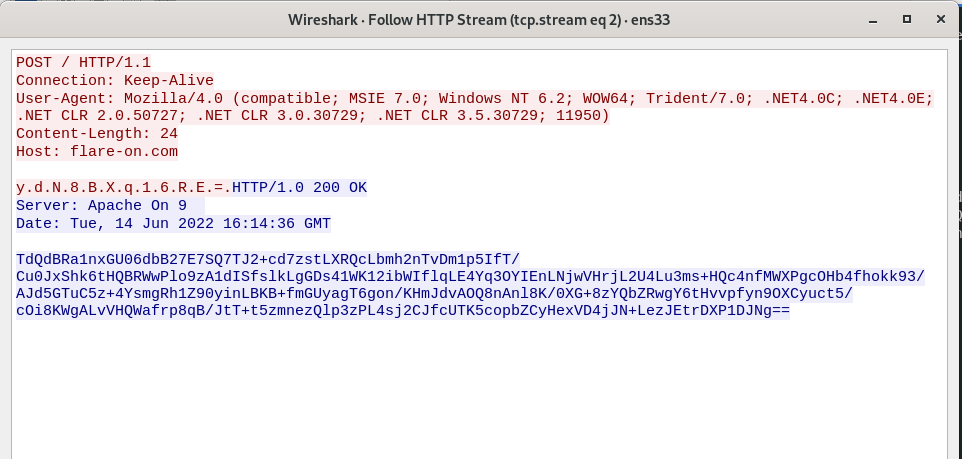 Wireshark · Follow HTTP Stream (tcp.stream eq 2) · ens33
POST / HTTP/1.1
Connection: Keep-Alive
User-Agent: Mozilla/4.0 (compatible; MSIE 7.0; Windows NT 6.2; WOW64; Trident/7.0; .NET4.0C; .NET4.0E;
.NET CLR 2.0.50727; .NET CLR 3.0.30729; .NET CLR 3.5.30729; 11950)
Content-Length: 24
Host: flare-on.com
y.d.N.8.B.X.q.1.6.R.E.=.HTTP/1.0 200 OK
Server: Apache On 9
Date: Tue, 14 Jun 2022 16:14:36 GMT
TdQdBRa1nxGU06dbB27E7SQ7TJ2+cd7zstLXRQcLbmh2nTvDm1p5IfT/
Cu0JxShk6tHQBRWwPlo9zA1dISfslkLgGDs41WK12ibWIflqLE4Yq3OYIEnLNjwVHrjL2U4Lu3ms+HQc4nfMWXPgcOHb4fhokk93/
AJd5GTuC5z+4YsmgRh1Z90yinLBKB+fmGUyagT6gon/KHmJdvAOQ8nAnl8K/0XG+8zYQbZRwgY6tHvvpfyn9OXCyuct5/
cOi8KWgALvVHQWafrp8qB/JtT+t5zmnezQlp3zPL4sj2CJfcUTK5copbZCyHexVD4jJN+LezJEtrDXP1DJNg==